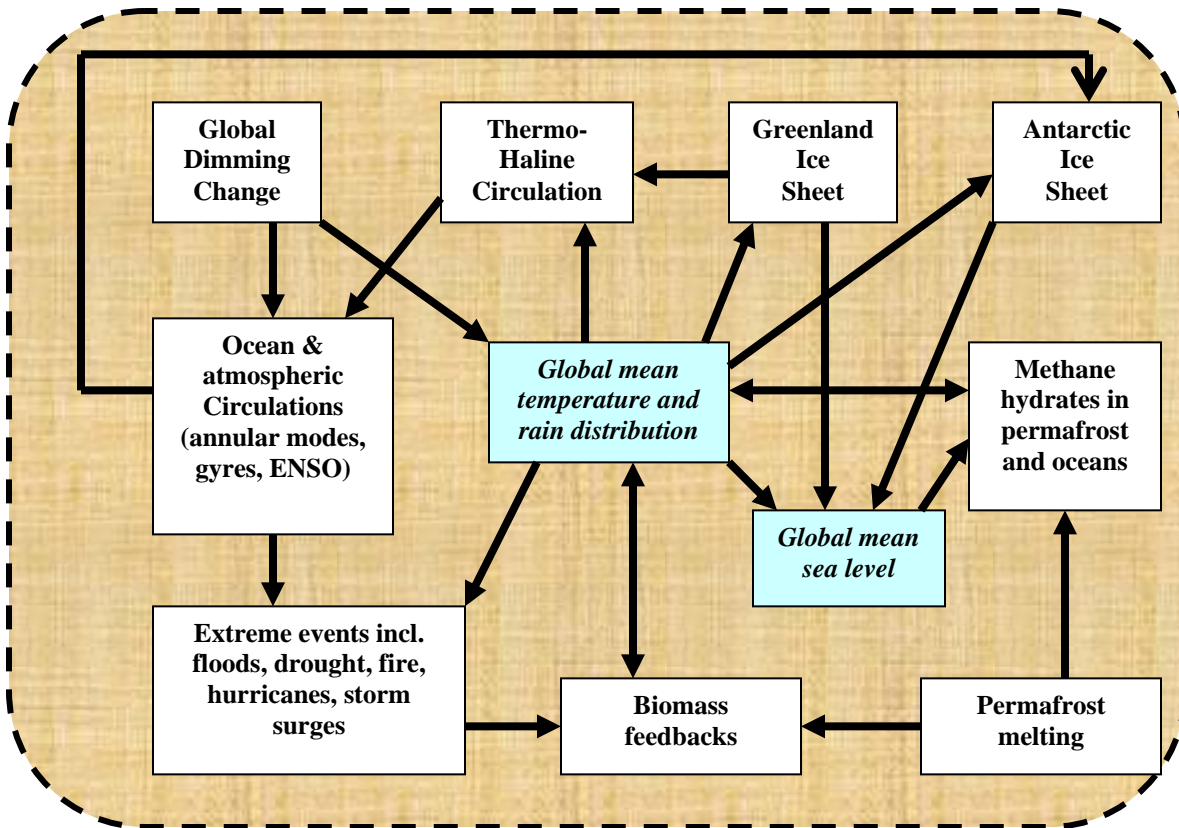 Global
Dimming
Change
Thermo-
Haline
Circulation
Greenland
Ice
Sheet
Antarctic
Ice
Sheet
Ocean &
atmospheric
Circulations
(annular modes,
gyres, ENSO)
Global mean
temperature and
rain distribution
Methane
hydrates in
permafrost
and oceans
Global mean
sea level
Extreme events incl.
floods, drought, fire,
hurricanes, storm
surges
Biomass
feedbacks
Permafrost
melting